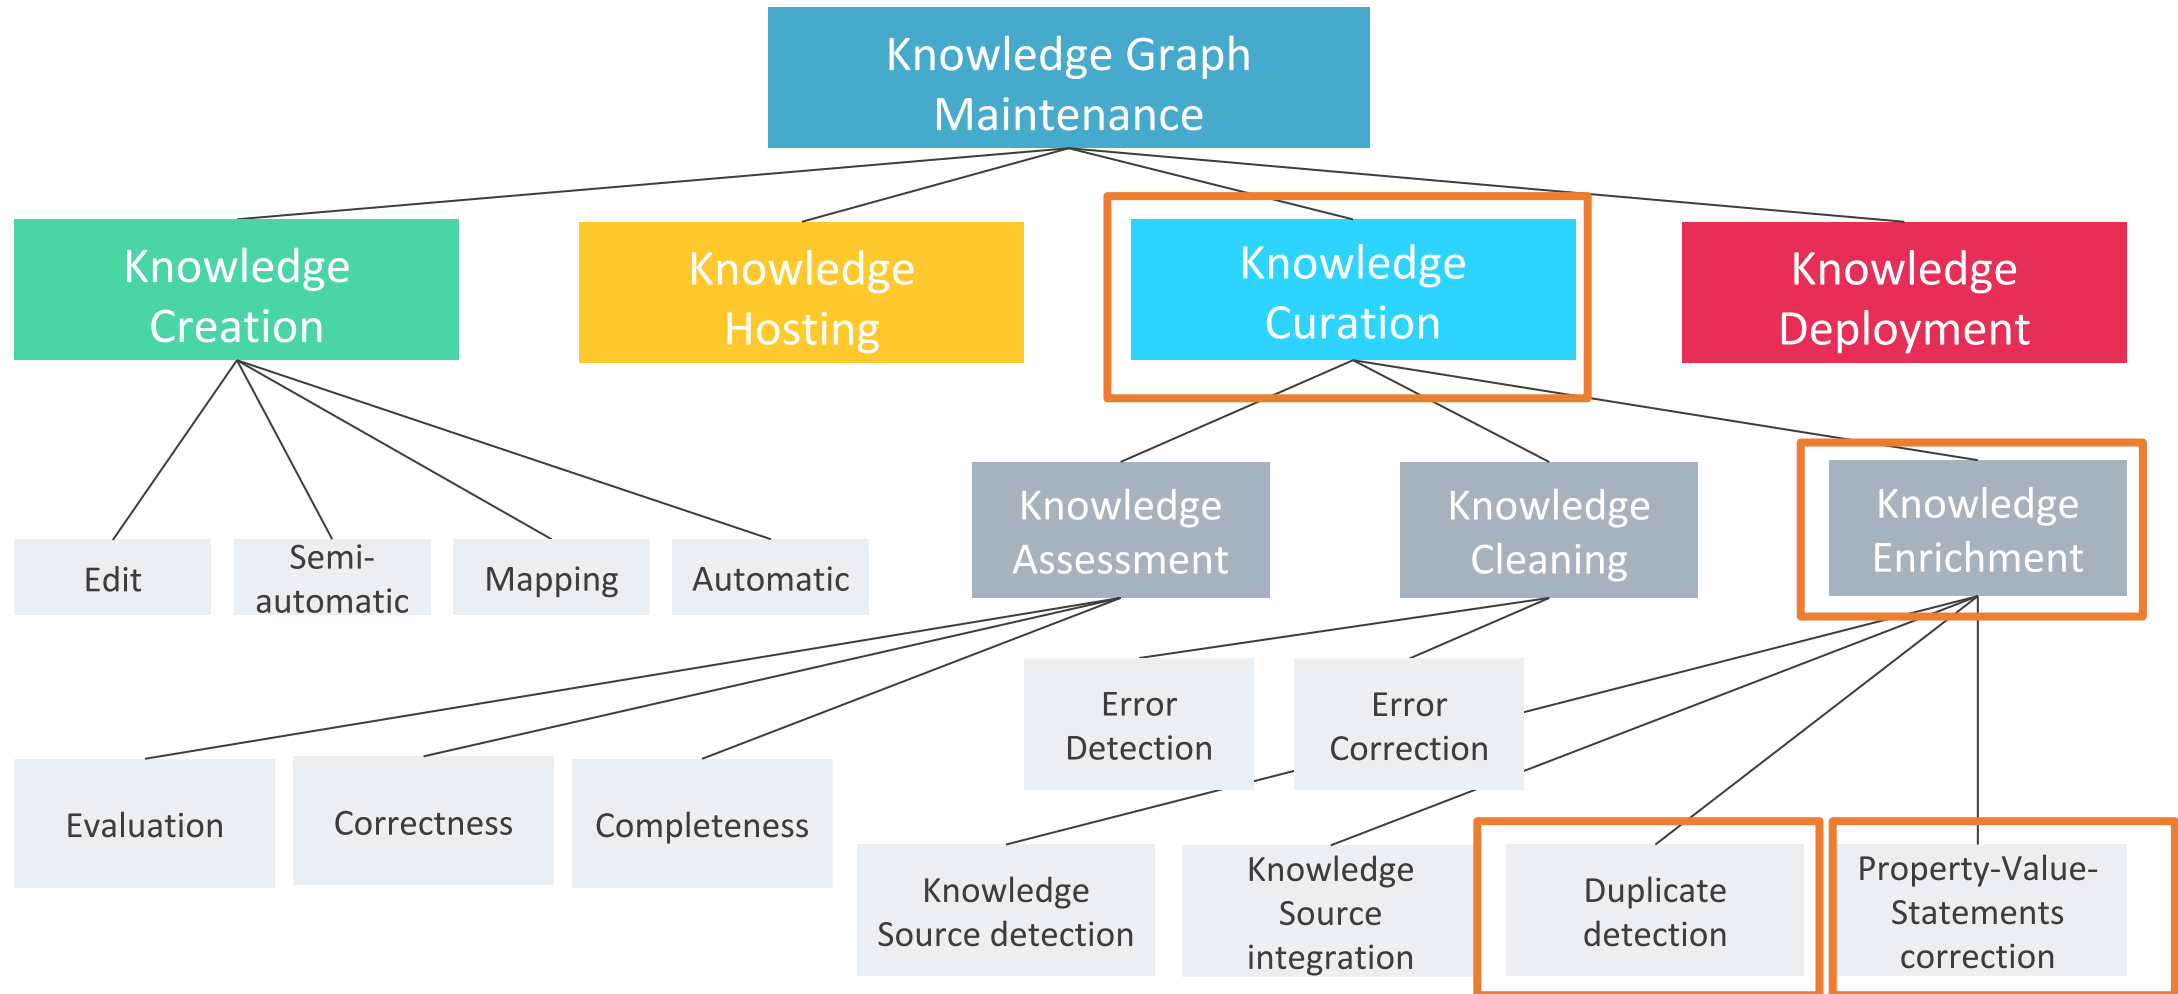 Knowledge Graph
Maintenance
Knowledge
Creation
Knowledge
Hosting
Knowledge
Curation
Knowledge
Deployment
Edit
Semi-
automatic
Mapping
Automatic
Knowledge
Assessment
Knowledge
Cleaning
Knowledge
Enrichment
Evaluation
Correctness
Completeness
Error
Detection
Error
Correction
Knowledge
Source detection
Knowledge
Source
integration
Duplicate
detection
Property-Value-
Statements
correction